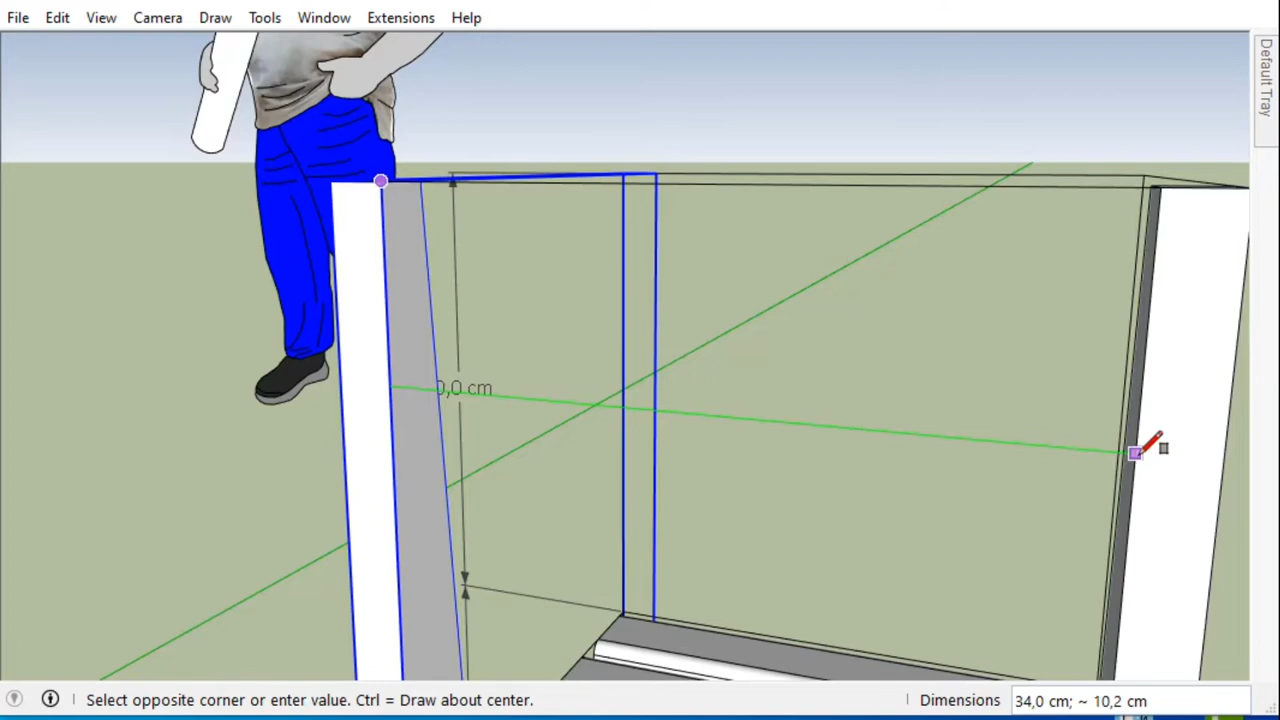 File Edit View Camera Draw Tools Window Extensions Help
Default Tray
0,0 cm
Select opposite corner or enter value. Ctrl = Draw about center. Dimensions 34,0 cm; ~ 10,2 cm